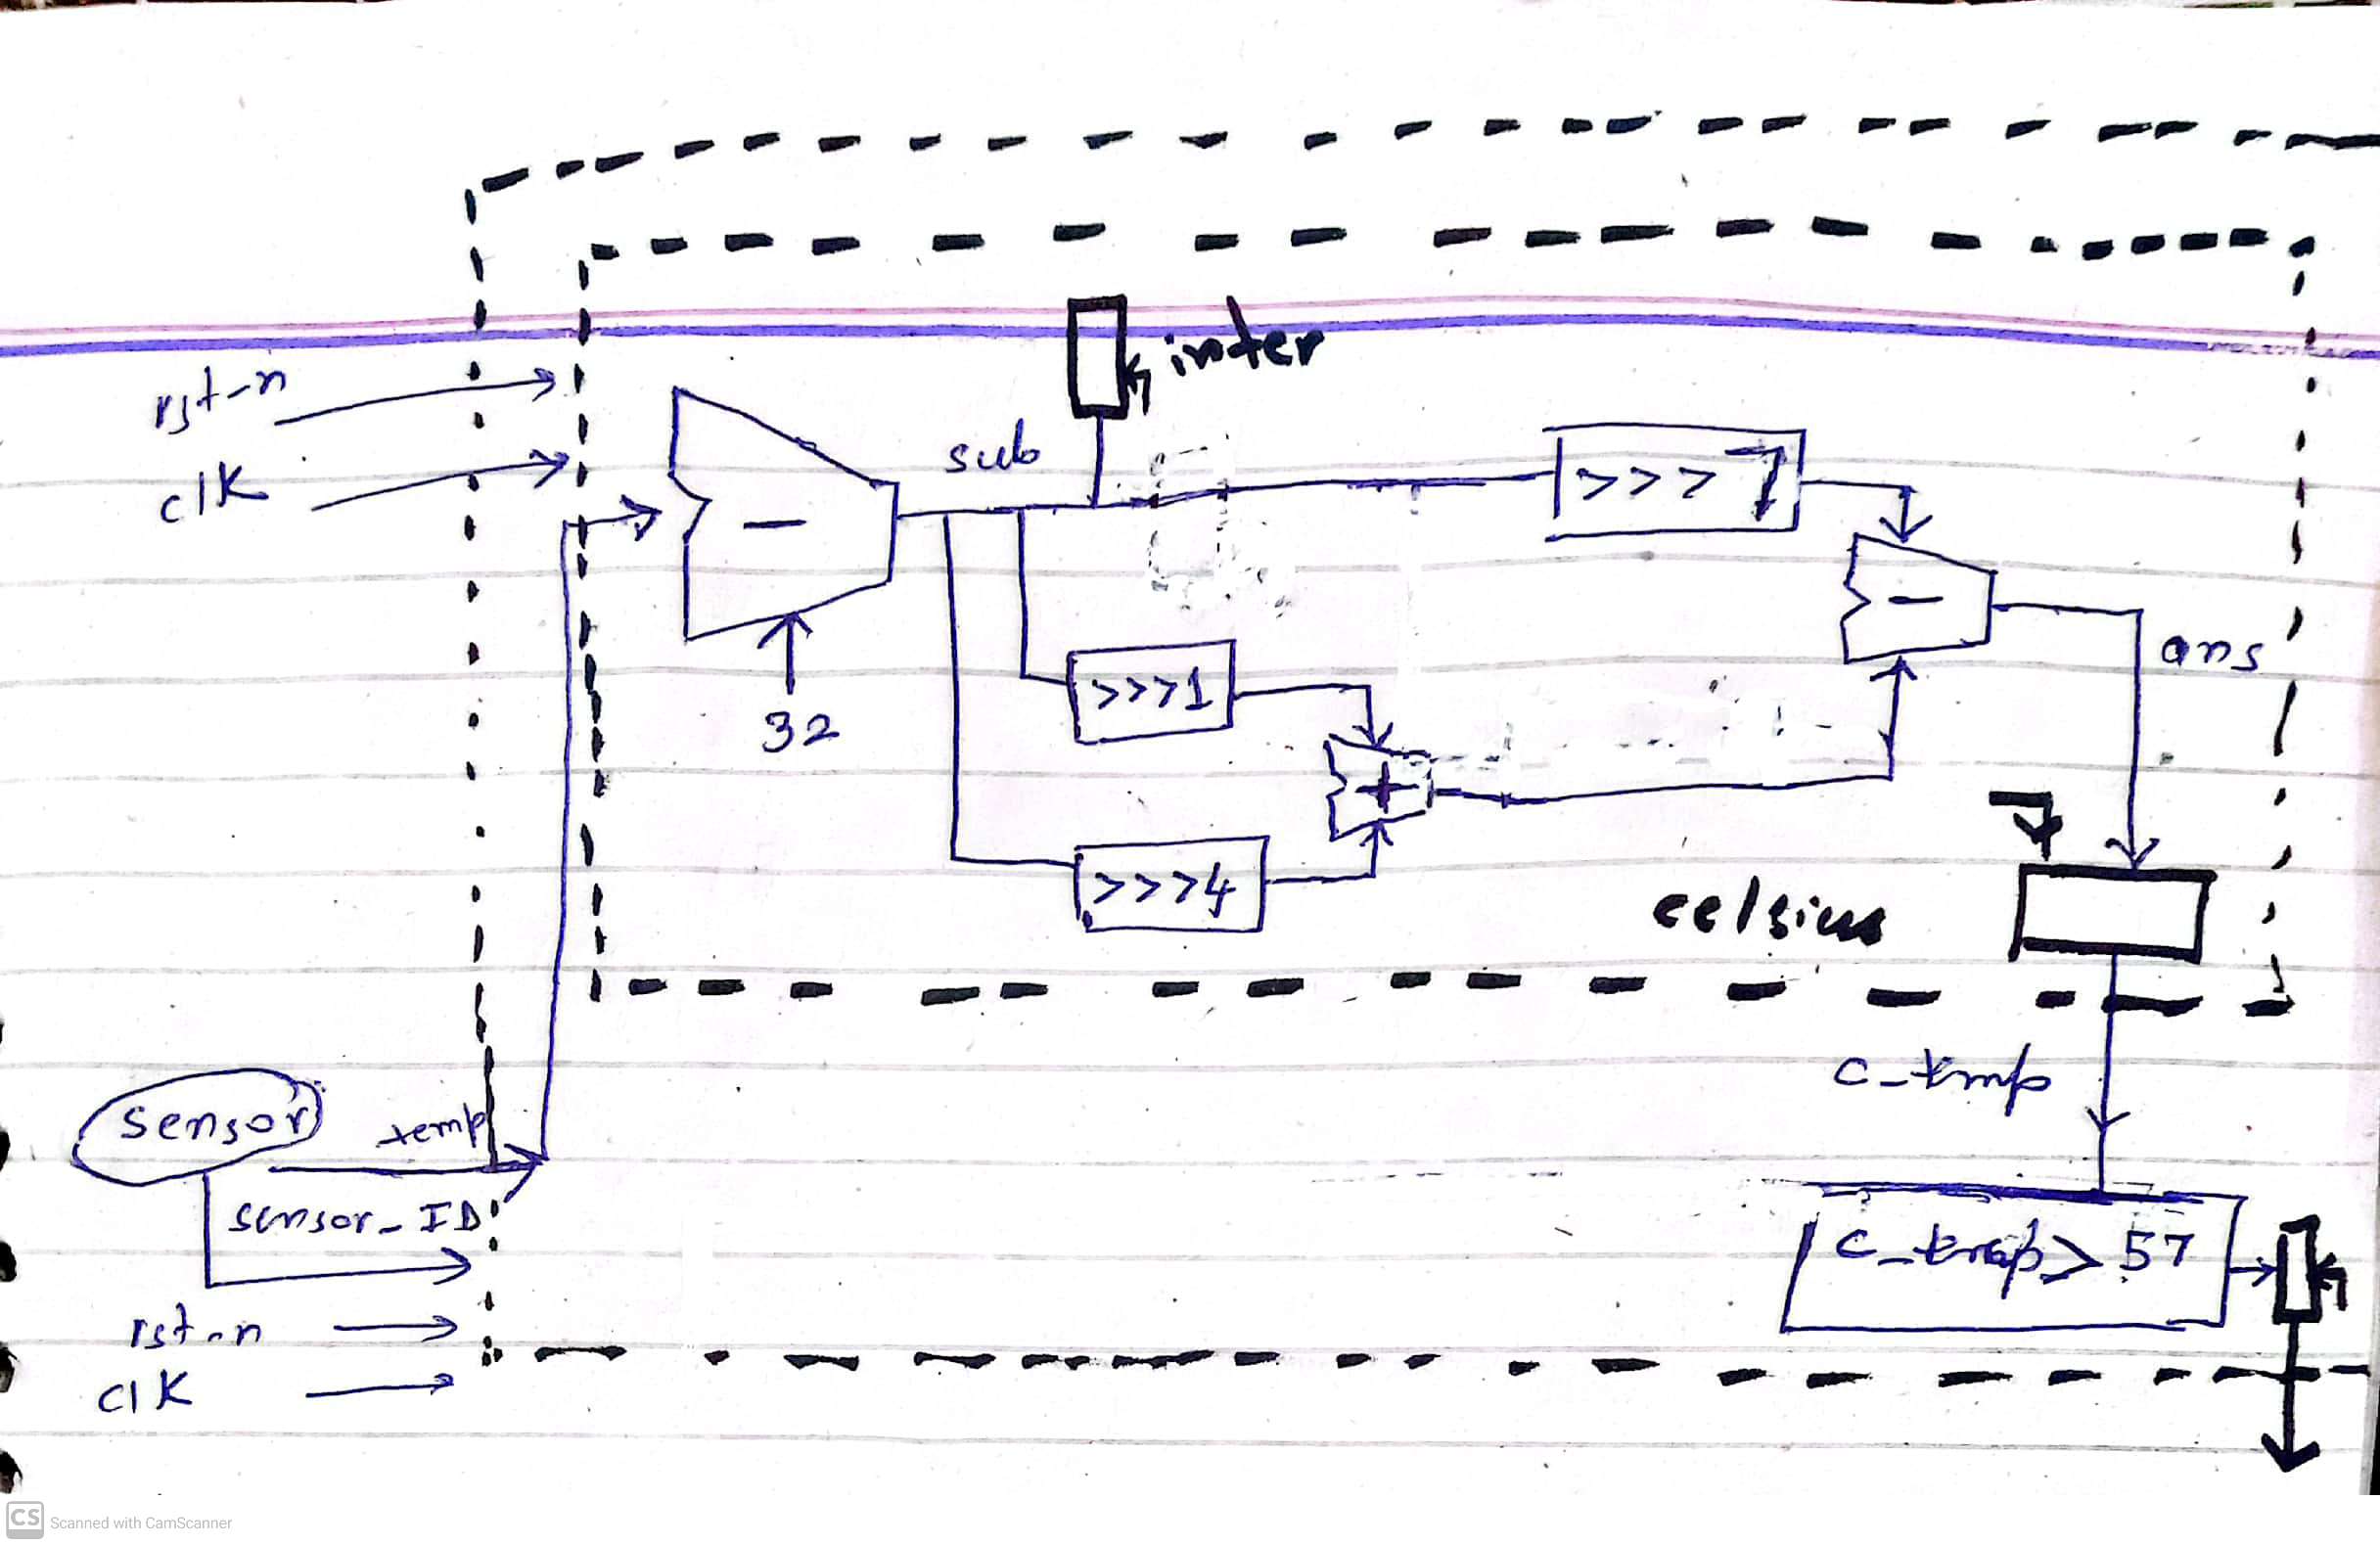 inter
rst-n
sub
clk
>>> 7
-
-
ans
>>>1
32
+
>>>4
celsius
c_tmp
sensor
temp
sensor_ID
c_tmp > 57
rst-n
clk
CS Scanned with CamScanner